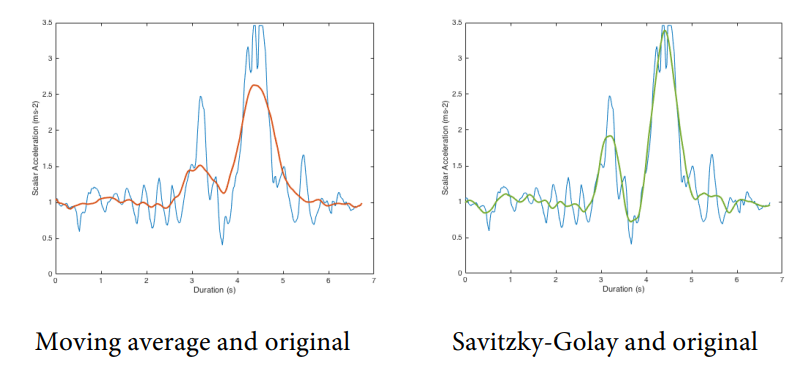 3.5
3
2.5
2
1.5
1
0.5
0
Scalar Acceleration (ms-2)
0 1 2 3 4 5 6 7
Duration (s)
Moving average and original
3.5
3
2.5
2
1.5
1
0.5
0
Scalar Acceleration (ms-2)
0 1 2 3 4 5 6 7
Duration (s)
Savitzky-Golay and original